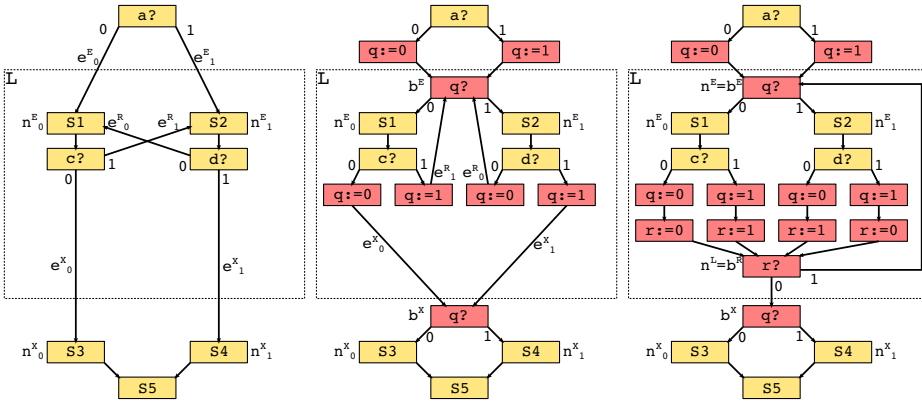 a?
0 1
e^E_0 e^E_1
L
n^E_0 S1 e^R_0 e^R_1 S2 n^E_1
c? 1 0 d?
0 1
e^X_0 e^X_1
n^X_0 S3 S4 n^X_1
S5
a?
0 1
q:=0 q:=1
L
b^E q?
0 1
n^E_0 S1 S2 n^E_1
c? d?
0 1 e^R_1 e^R_0 0 1
q:=0 q:=1 q:=0 q:=1
e^X_0 e^X_1
b^X q?
0 1
n^X_0 S3 S4 n^X_1
S5
a?
0 1
q:=0 q:=1
L
n^E=b^E q?
0 1
n^E_0 S1 S2 n^E_1
c? d?
0 1 0 1
q:=0 q:=1 q:=0 q:=1
r:=0 r:=1 r:=1 r:=0
n^L=b^R r?
0 1
b^X q?
0 1
n^X_0 S3 S4 n^X_1
S5